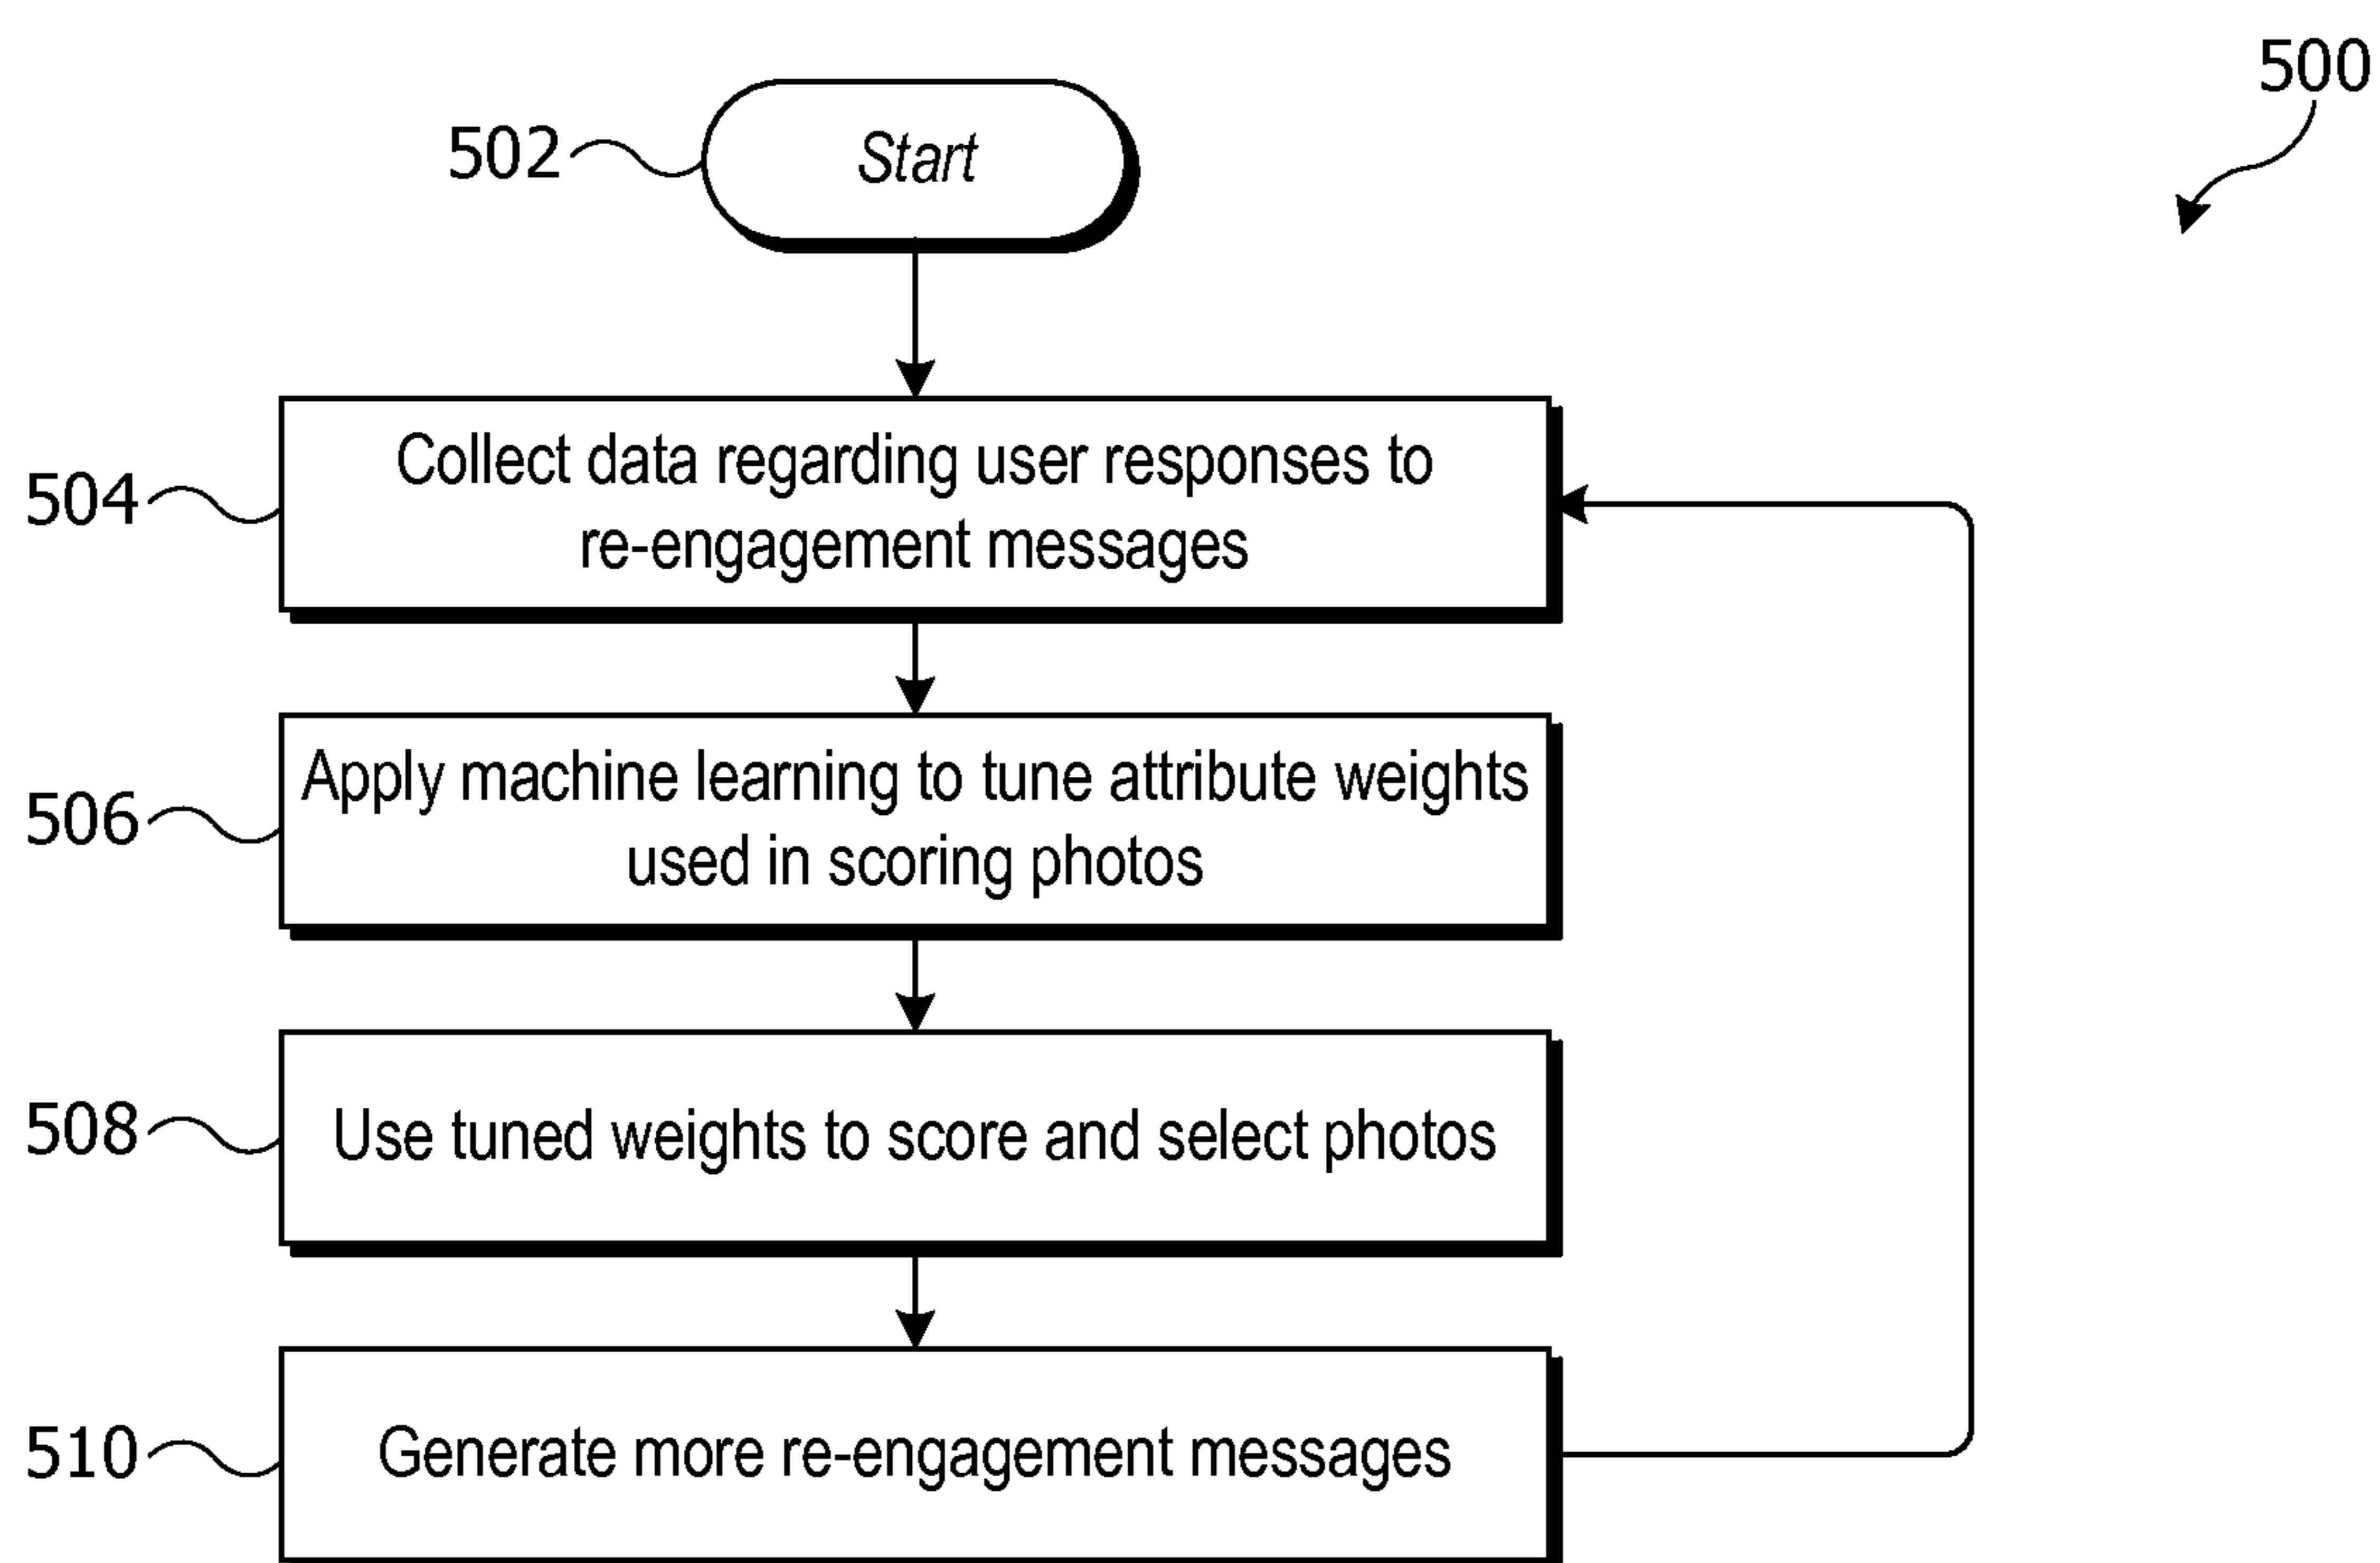 500
502
Start
504
Collect data regarding user responses to
re-engagement messages
506
Apply machine learning to tune attribute weights
used in scoring photos
508
Use tuned weights to score and select photos
510
Generate more re-engagement messages